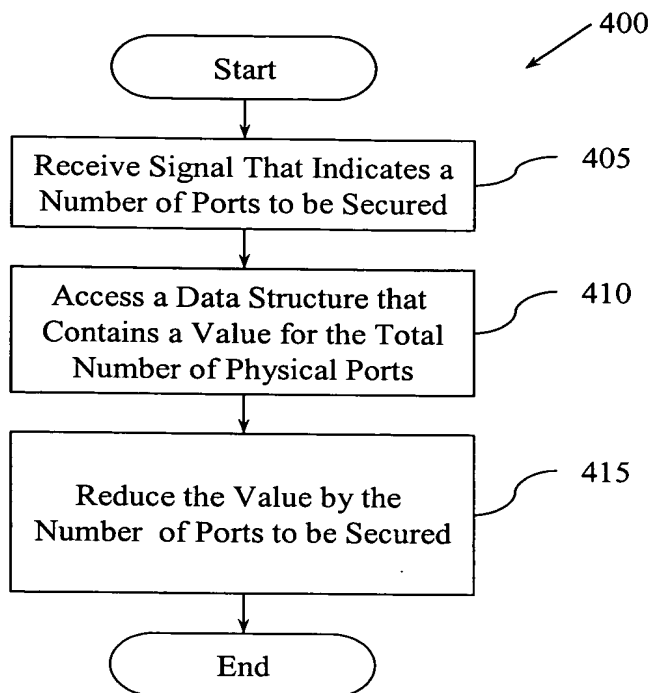 400
Start
Receive Signal That Indicates a
Number of Ports to be Secured
405
Access a Data Structure that
Contains a Value for the Total
Number of Physical Ports
410
Reduce the Value by the
Number of Ports to be Secured
415
End